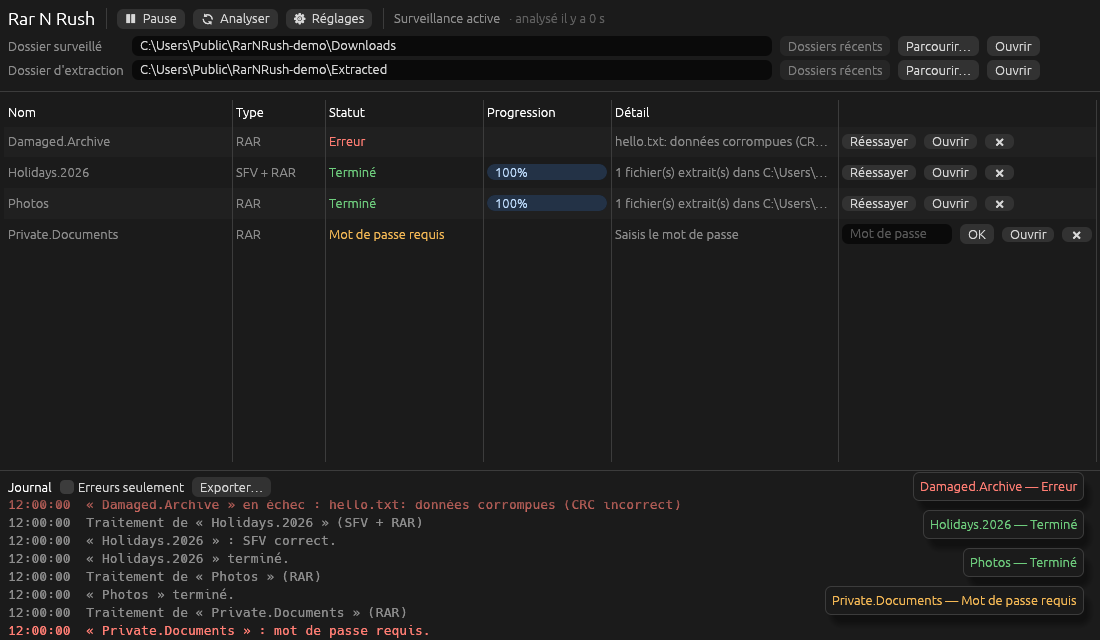 Rar N Rush Pause Analyser Réglages Surveillance active · analysé il y a 0 s
Dossier surveillé C:\Users\Public\RarNRush-demo\Downloads Dossiers récents Parcourir… Ouvrir
Dossier d'extraction C:\Users\Public\RarNRush-demo\Extracted Dossiers récents Parcourir… Ouvrir
Nom Type Statut Progression Détail
Damaged.Archive RAR Erreur hello.txt: données corrompues (CR… Réessayer Ouvrir ×
Holidays.2026 SFV + RAR Terminé 100% 1 fichier(s) extrait(s) dans C:\Users\… Réessayer Ouvrir ×
Photos RAR Terminé 100% 1 fichier(s) extrait(s) dans C:\Users\… Réessayer Ouvrir ×
Private.Documents RAR Mot de passe requis Saisis le mot de passe Mot de passe OK Ouvrir ×
Journal Erreurs seulement Exporter…
12:00:00 « Damaged.Archive » en échec : hello.txt: données corrompues (CRC incorrect)
12:00:00 Traitement de « Holidays.2026 » (SFV + RAR)
12:00:00 « Holidays.2026 » : SFV correct.
12:00:00 « Holidays.2026 » terminé.
12:00:00 Traitement de « Photos » (RAR)
12:00:00 « Photos » terminé.
12:00:00 Traitement de « Private.Documents » (RAR)
12:00:00 « Private.Documents » : mot de passe requis.
Damaged.Archive — Erreur
Holidays.2026 — Terminé
Photos — Terminé
Private.Documents — Mot de passe requis